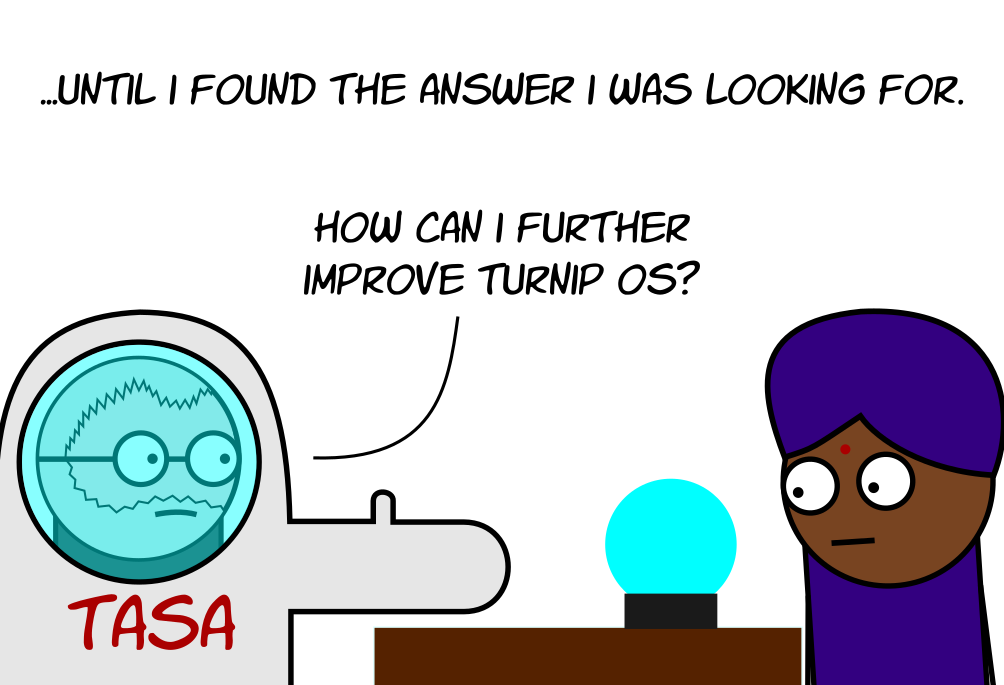 ...UNTIL I FOUND THE ANSWER I WAS LOOKING FOR.
HOW CAN I FURTHER
IMPROVE TURNIP OS?
TASA